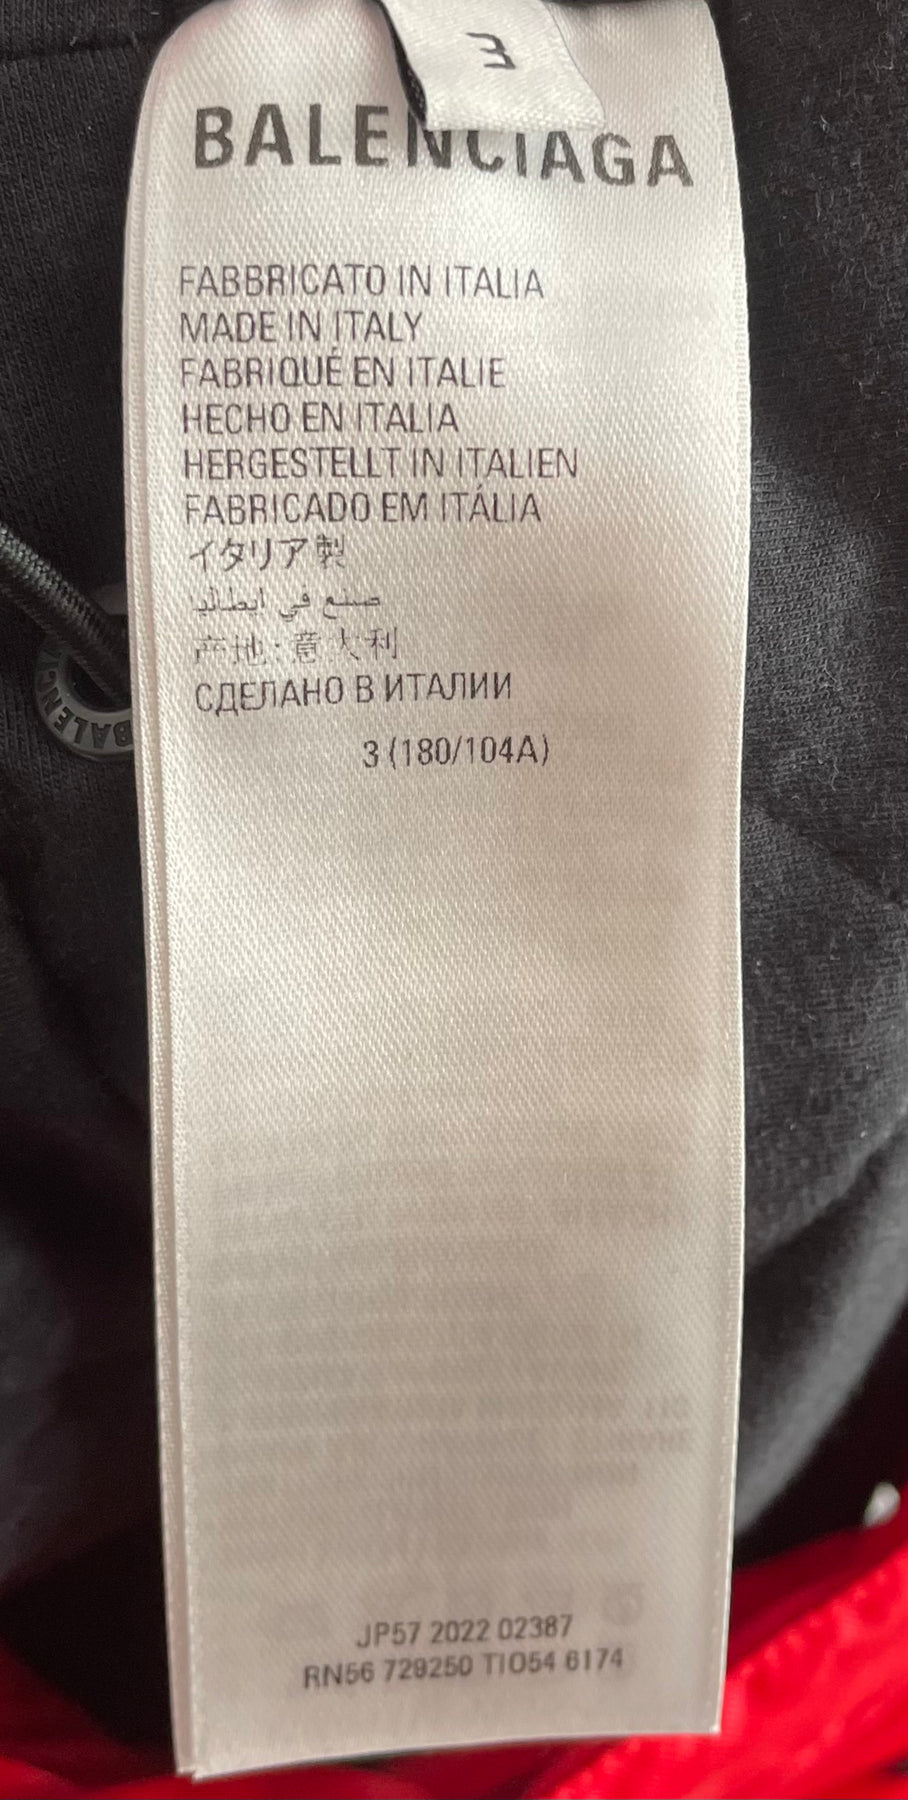 3
BALENCIAGA
FABBRICATO IN ITALIA
MADE IN ITALY
FABRIQUÉ EN ITALIE
HECHO EN ITALIA
HERGESTELLT IN ITALIEN
FABRICADO EM ITÁLIA
イタリア製
صنع في ايطاليا
产地:意大利
СДЕЛАНО В ИТАЛИИ
BALENCIAGA
3 (180/104A)
JP57 2022 02387
RN56 729250 TIO54 6174